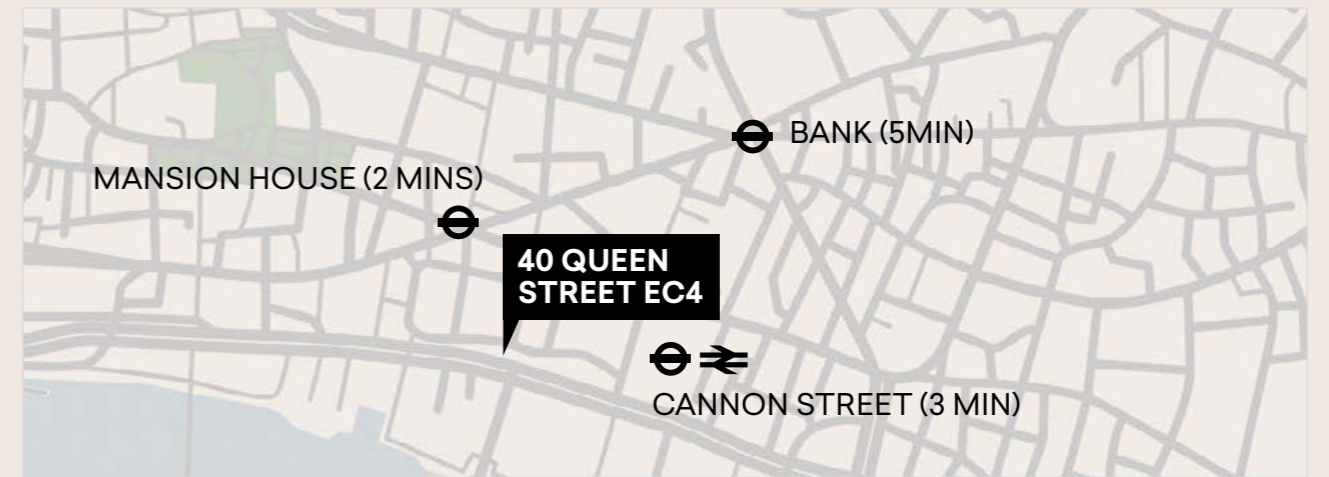 BANK (5MIN)
MANSION HOUSE (2 MINS)
40 QUEEN
STREET EC4
CANNON STREET (3 MIN)